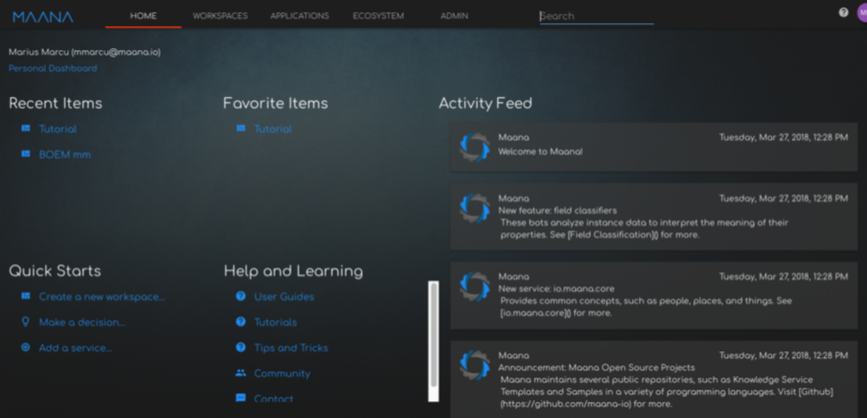 MAANA
HOME
WORKSPACES
APPLICATIONS
ECOSYSTEM
ADMIN
Search
Marius Marcu (mmarcu@maana.io)
Personal Dashboard
Recent Items
Tutorial
BOEM mm
Favorite Items
Tutorial
Quick Starts
Create a new workspace...
Make a decision...
Add a service...
Help and Learning
User Guides
Tutorials
Tips and Tricks
Community
Contact
Activity Feed
Maana Tuesday, Mar 27, 2018, 12:28 PM
Welcome to Maana!
Maana Tuesday, Mar 27, 2018, 12:28 PM
New feature: field classifiers
These bots analyze instance data to interpret the meaning of their
properties. See [Field Classification]() for more.
Maana Tuesday, Mar 27, 2018, 12:28 PM
New service: io.maana.core
Provides common concepts, such as people, places, and things. See
[io.maana.core]() for more.
Maana Tuesday, Mar 27, 2018, 12:28 PM
Announcement: Maana Open Source Projects
Maana maintains several public repositories, such as Knowledge Service
Templates and Samples in a variety of programming languages. Visit [Github]
(https://github.com/maana-io) for more.